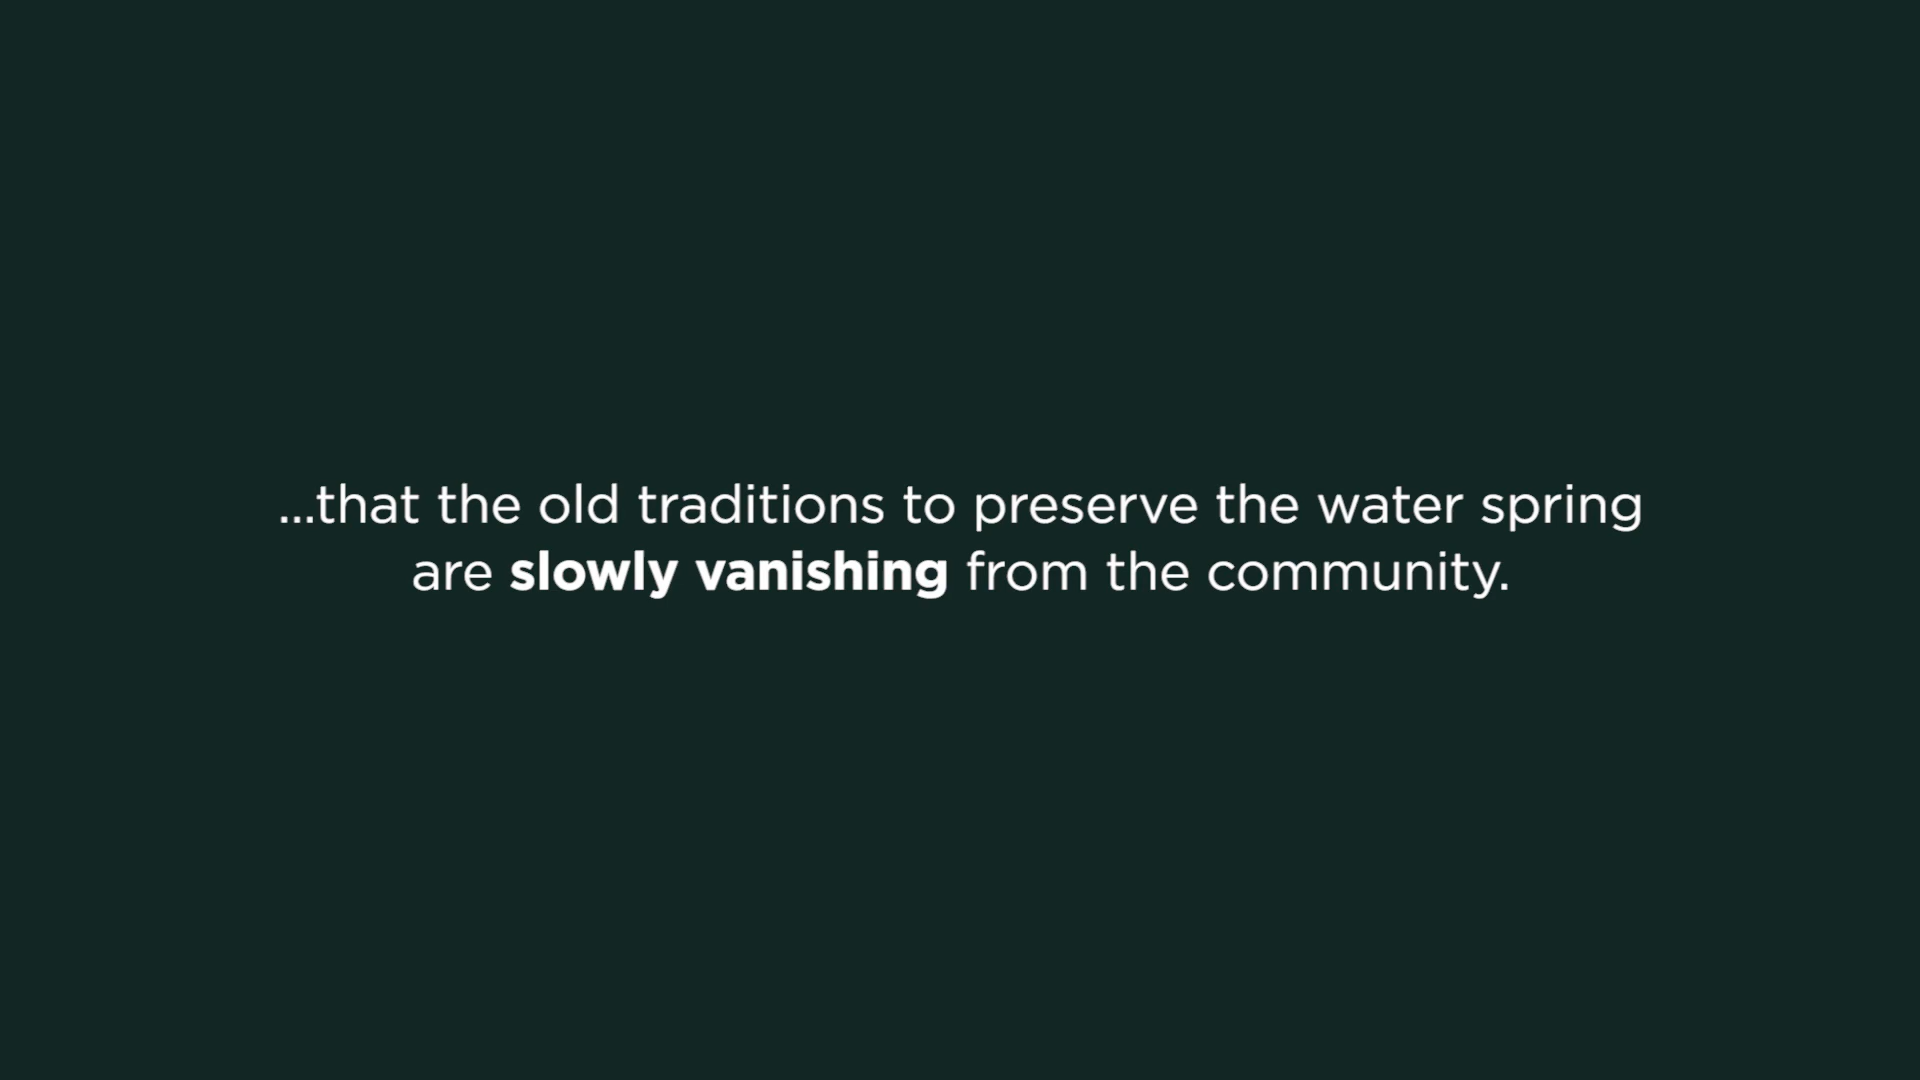 ...that the old traditions to preserve the water spring
are slowly vanishing from the community.